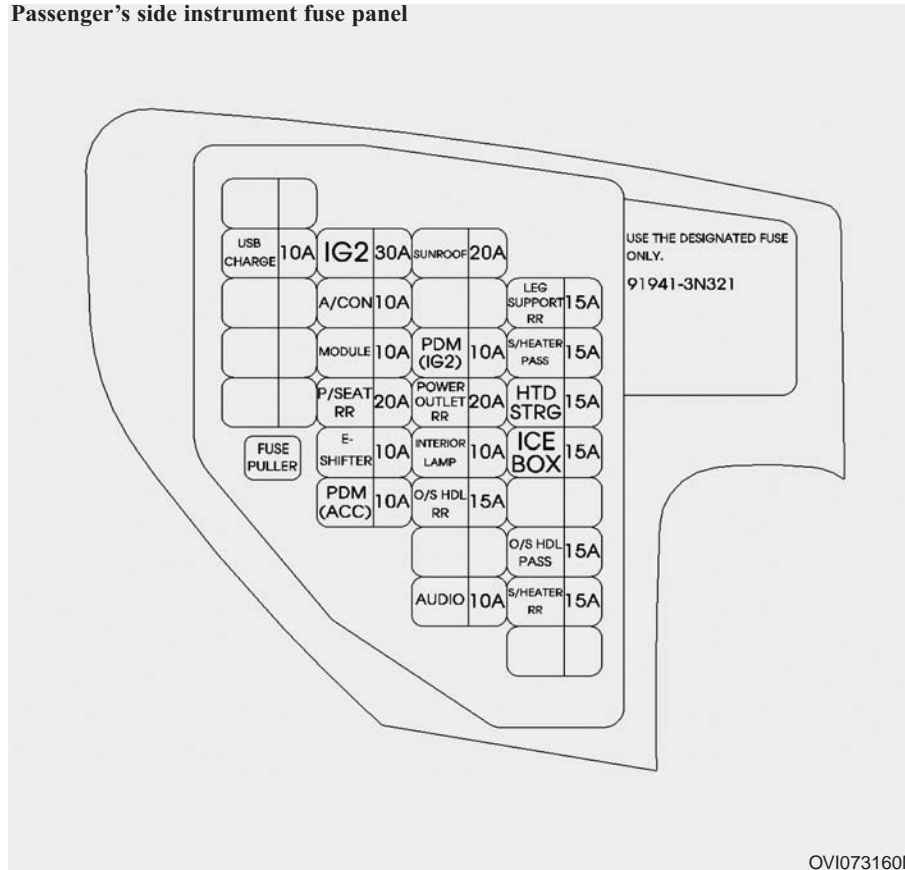 Passenger’s side instrument fuse panel
USB
CHARGE 10A
IG2 30A
SUNROOF 20A
USE THE DESIGNATED FUSE
ONLY.
91941-3N321
A/CON 10A
LEG
SUPPORT
RR 15A
MODULE 10A
PDM
(IG2) 10A
S/HEATER
PASS 15A
P/SEAT
RR 20A
POWER
OUTLET
RR 20A
HTD
STRG 15A
FUSE
PULLER
E-
SHIFTER 10A
INTERIOR
LAMP 10A
ICE
BOX 15A
PDM
(ACC) 10A
O/S HDL
RR 15A
O/S HDL
PASS 15A
AUDIO 10A
S/HEATER
RR 15A